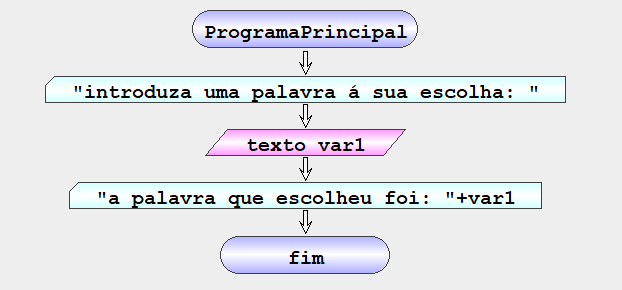 ProgramaPrincipal
"introduza uma palavra á sua escolha: "
texto var1
"a palavra que escolheu foi: "+var1
fim